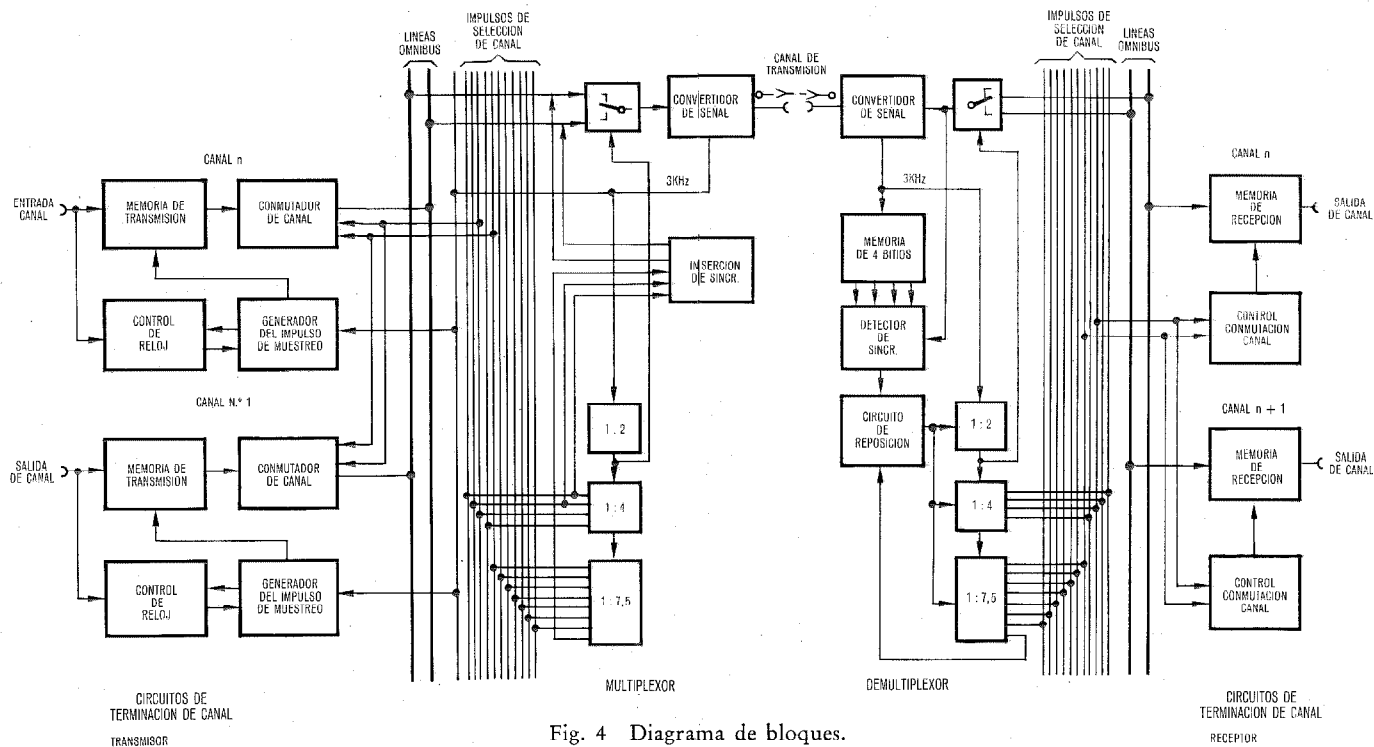 IMPULSOS DE
SELECCION
DE CANAL
LINEAS
OMNIBUS
CANAL DE
TRANSMISIÓN
IMPULSOS DE
SELECCION
DE CANAL
LINEAS
OMNIBUS
CONVERTIDOR
DE SEÑAL
CONVERTIDOR
DE SEÑAL
3KHz
3KHz
CANAL n
ENTRADA
CANAL
MEMORIA DE
TRANSMISION
CONMUTADOR
DE CANAL
CONTROL
DE
RELOJ
GENERADOR
DEL IMPULSO
DE MUESTREO
INSERCION
DE SINCR.
MEMORIA
DE 4 BITIOS
DETECTOR
DE
SINCR.
CIRCUITO
DE
REPOSICION
CANAL n
MEMORIA
DE
RECEPCION
SALIDA
DE CANAL
CONTROL
CONMUTACION
CANAL
CANAL N.º 1
SALIDA
DE CANAL
MEMORIA DE
TRANSMISION
CONMUTADOR
DE CANAL
CONTROL
DE
RELOJ
GENERADOR
DEL IMPULSO
DE MUESTREO
1:2
1:4
1:7,5
1:2
1:4
1:7,5
CANAL n + 1
MEMORIA
DE
RECEPCION
SALIDA
DE CANAL
CONTROL
CONMUTACION
CANAL
CIRCUITOS DE
TERMINACION DE CANAL
TRANSMISOR
MULTIPLEXOR
DEMULTIPLEXOR
CIRCUITOS DE
TERMINACION DE CANAL
RECEPTOR
Fig. 4 Diagrama de bloques.